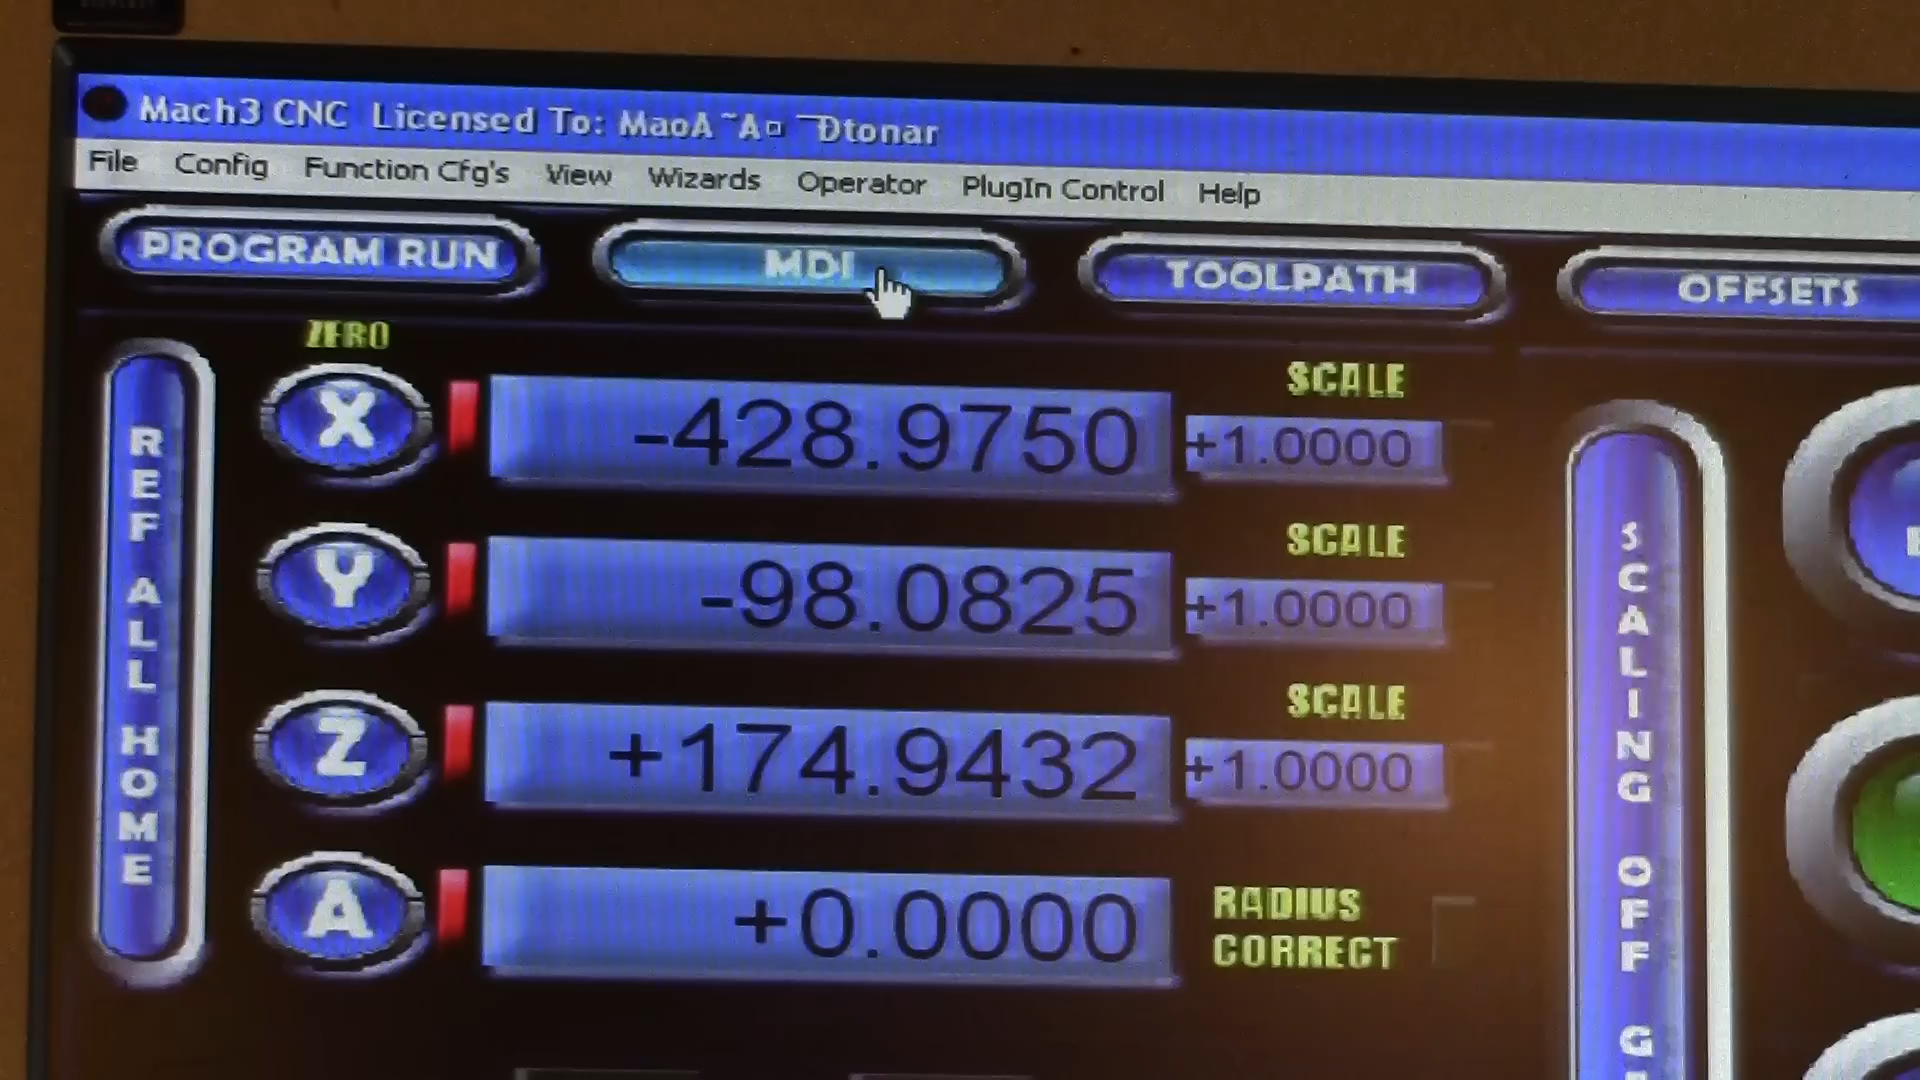 Mach3 CNC Licensed To: MaoA ~A¤ ¯Ðtonar
File Config Function Cfg's View Wizards Operator PlugIn Control Help
PROGRAM RUN MDI TOOLPATH OFFSETS
ZERO
SCALE
X -428.9750 +1.0000
SCALE
Y -98.0825 +1.0000
SCALE
Z +174.9432 +1.0000
A +0.0000 RADIUS
CORRECT
REF ALL HOME
SCALING OFF G